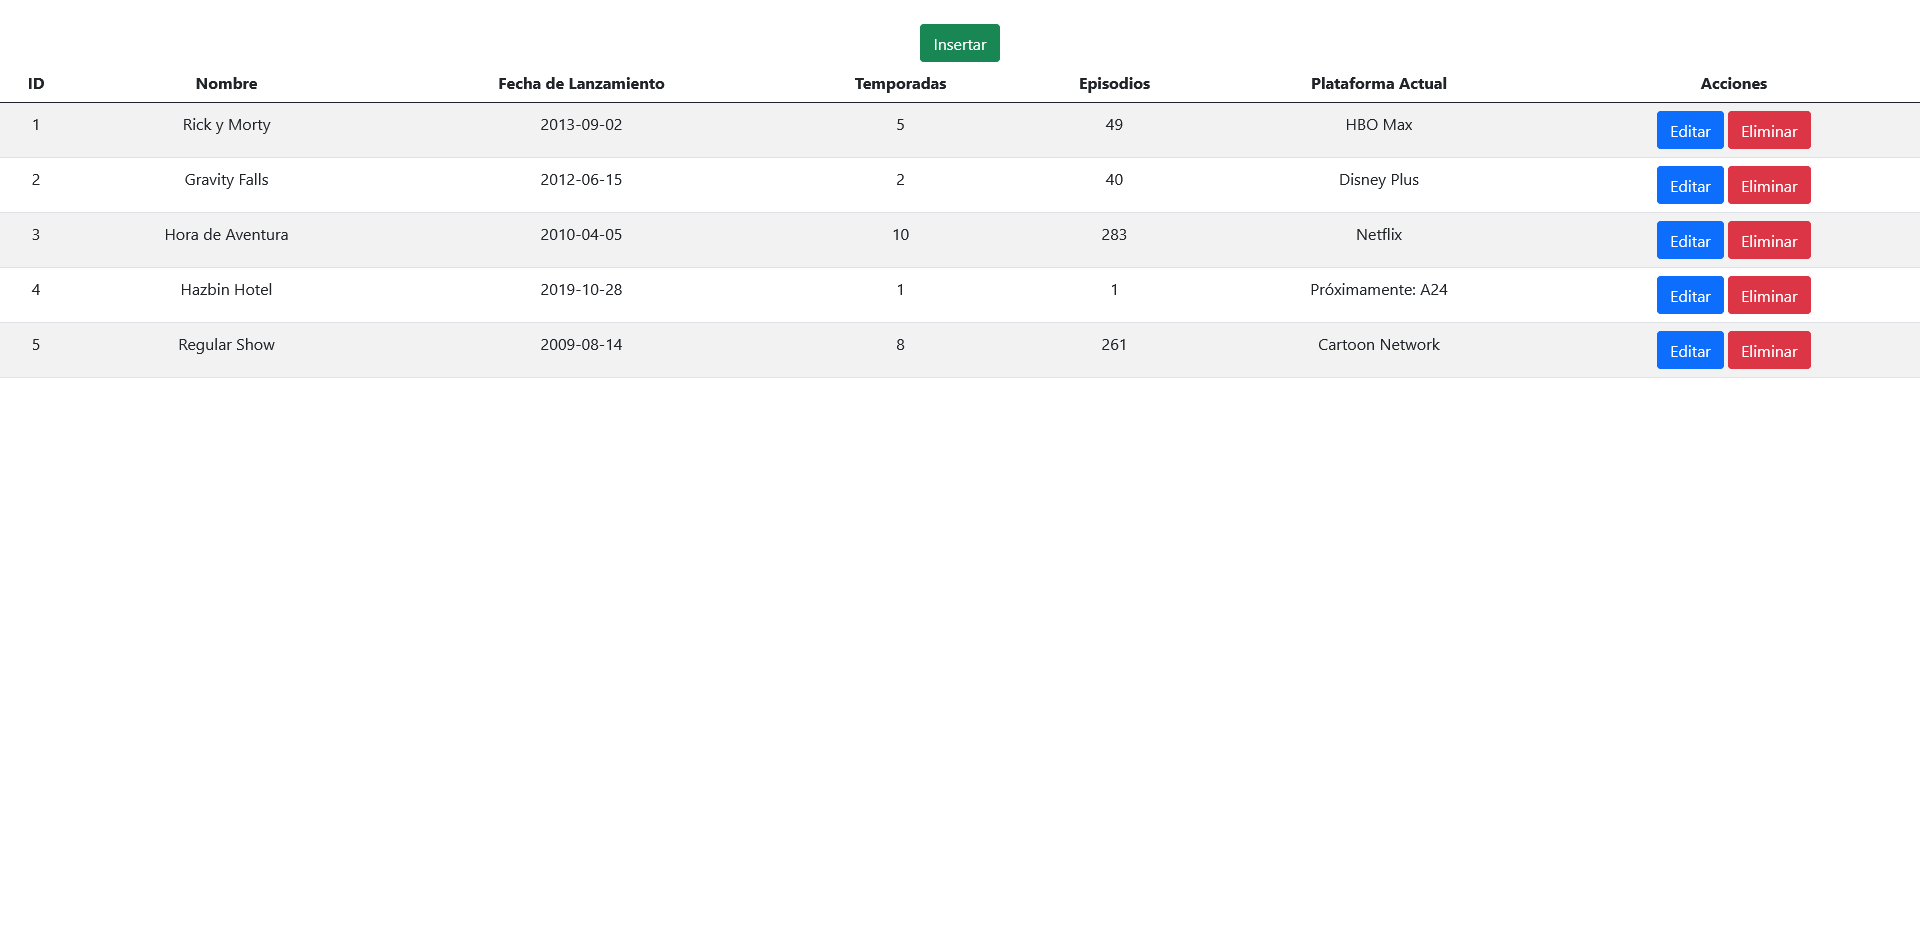 Insertar
ID Nombre Fecha de Lanzamiento Temporadas Episodios Plataforma Actual Acciones
1 Rick y Morty 2013-09-02 5 49 HBO Max Editar Eliminar
2 Gravity Falls 2012-06-15 2 40 Disney Plus Editar Eliminar
3 Hora de Aventura 2010-04-05 10 283 Netflix Editar Eliminar
4 Hazbin Hotel 2019-10-28 1 1 Próximamente: A24 Editar Eliminar
5 Regular Show 2009-08-14 8 261 Cartoon Network Editar Eliminar